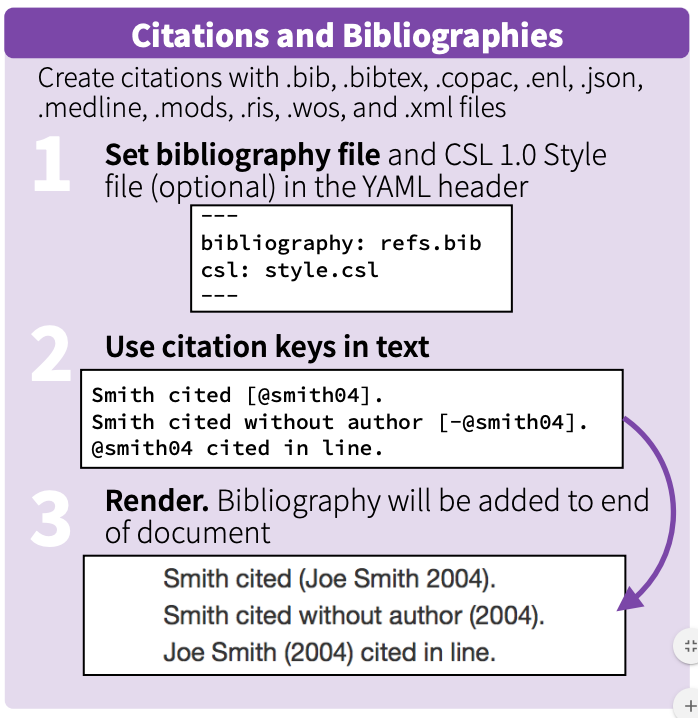 Citations and Bibliographies
Create citations with .bib, .bibtex, .copac, .enl, .json,
.medline, .mods, .ris, .wos, and .xml files
1
Set bibliography file and CSL 1.0 Style
file (optional) in the YAML header
---
bibliography: refs.bib
csl: style.csl
---
2
Use citation keys in text
Smith cited [@smith04].
Smith cited without author [-@smith04].
@smith04 cited in line.
3
Render. Bibliography will be added to end
of document
Smith cited (Joe Smith 2004).
Smith cited without author (2004).
Joe Smith (2004) cited in line.